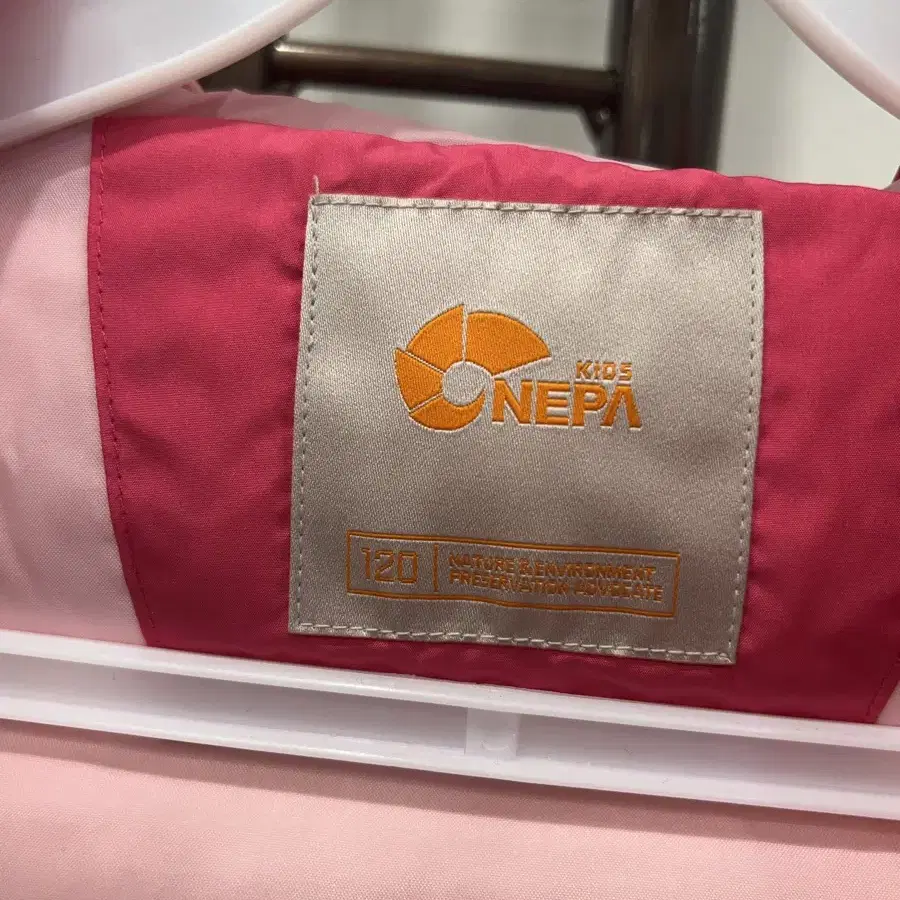 KIDS
NEPA
120
NATURE & ENVIRONMENT
PRESERVATION ADVOCATE